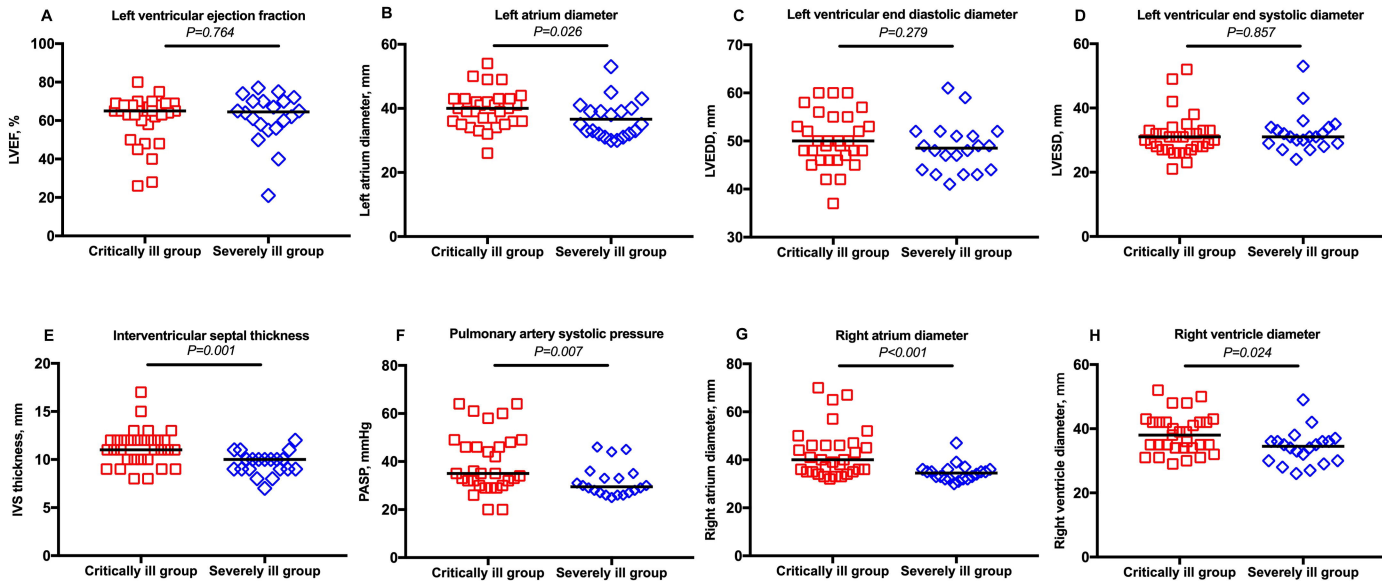 A
Left ventricular ejection fraction
P=0.764
100
80
60
40
20
0
LVEF, %
Critically ill group
Severely ill group
B
Left atrium diameter
P=0.026
60
40
20
0
Left atrium diameter, mm
Critically ill group
Severely ill group
C
Left ventricular end diastolic diameter
P=0.279
70
60
50
40
30
LVEDD, mm
Critically ill group
Severely ill group
D
Left ventricular end systolic diameter
P=0.857
60
40
20
0
LVESD, mm
Critically ill group
Severely ill group
E
Interventricular septal thickness
P=0.001
20
15
10
5
0
IVS thickness, mm
Critically ill group
Severely ill group
F
Pulmonary artery systolic pressure
P=0.007
80
60
40
20
0
PASP, mmHg
Critically ill group
Severely ill group
G
Right atrium diameter
P<0.001
80
60
40
20
0
Right atrium diameter, mm
Critically ill group
Severely ill group
H
Right ventricle diameter
P=0.024
60
40
20
0
Right ventricle diameter, mm
Critically ill group
Severely ill group